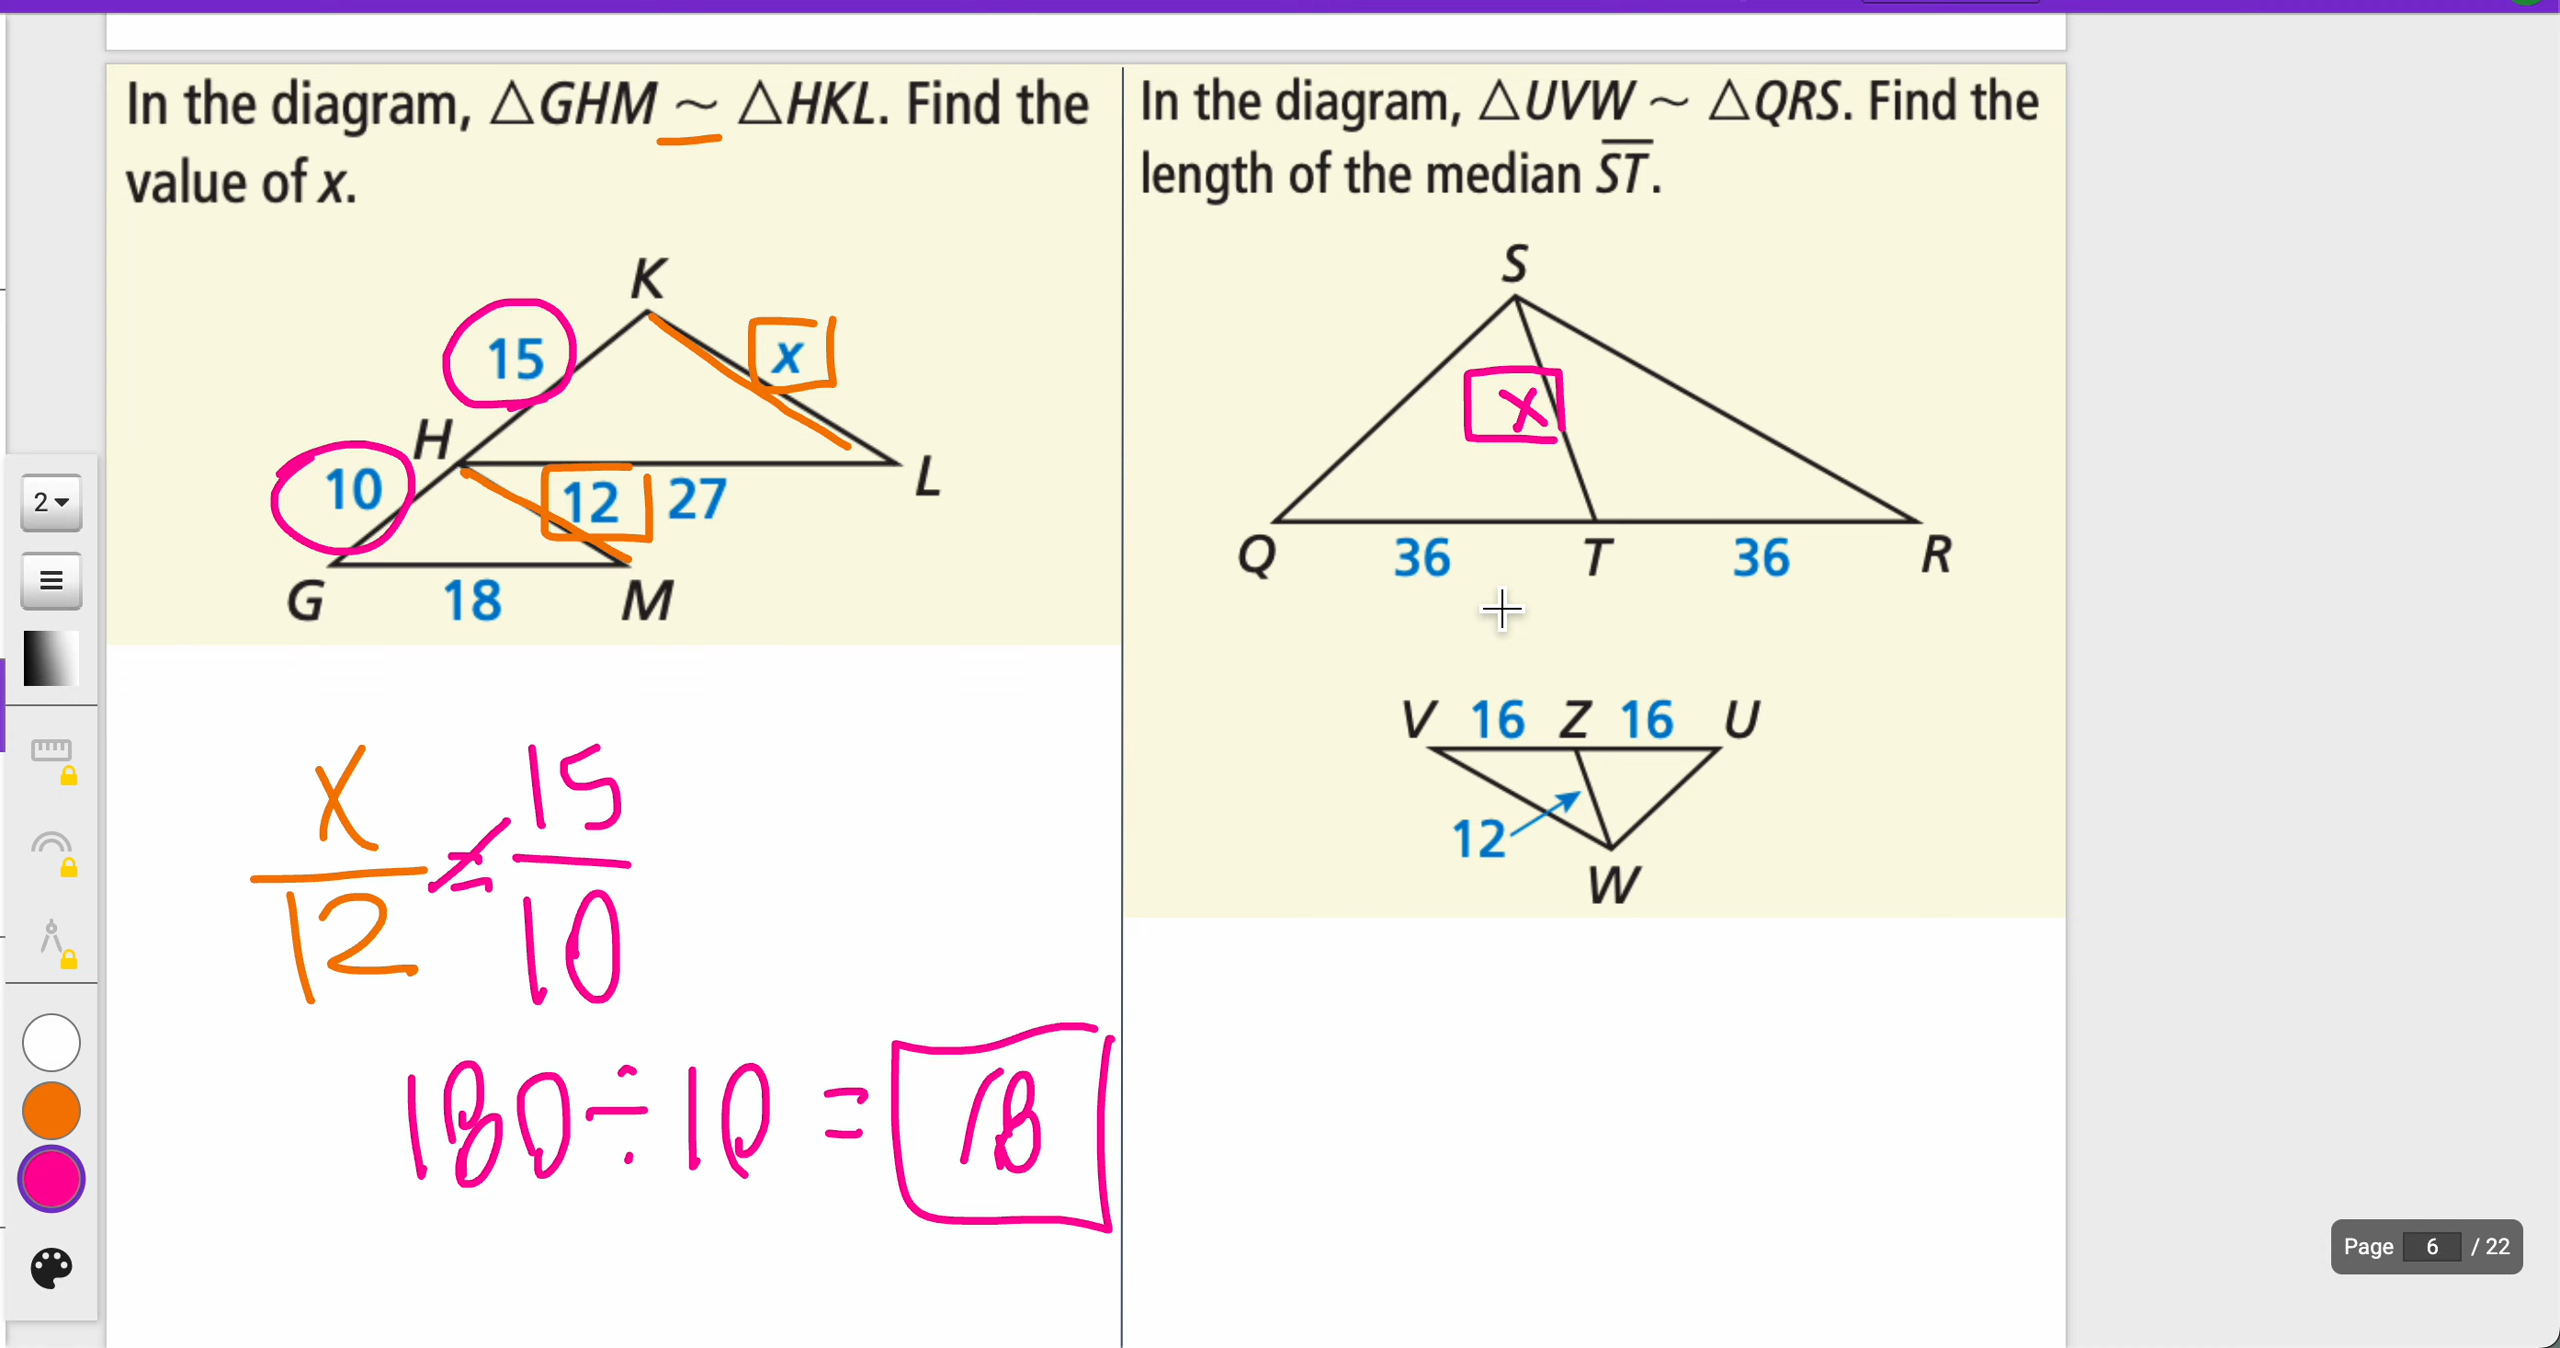 In the diagram, △GHM ~ △HKL. Find the
value of x.
K
15
x
H
10
12 27
L
G 18 M
x/12 = 15/10
180 ÷ 10 = 18
In the diagram, △UVW ~ △QRS. Find the
length of the median S̅T̅.
S
x
Q 36 T 36 R
V 16 Z 16 U
12
W
2
Page 6 / 22